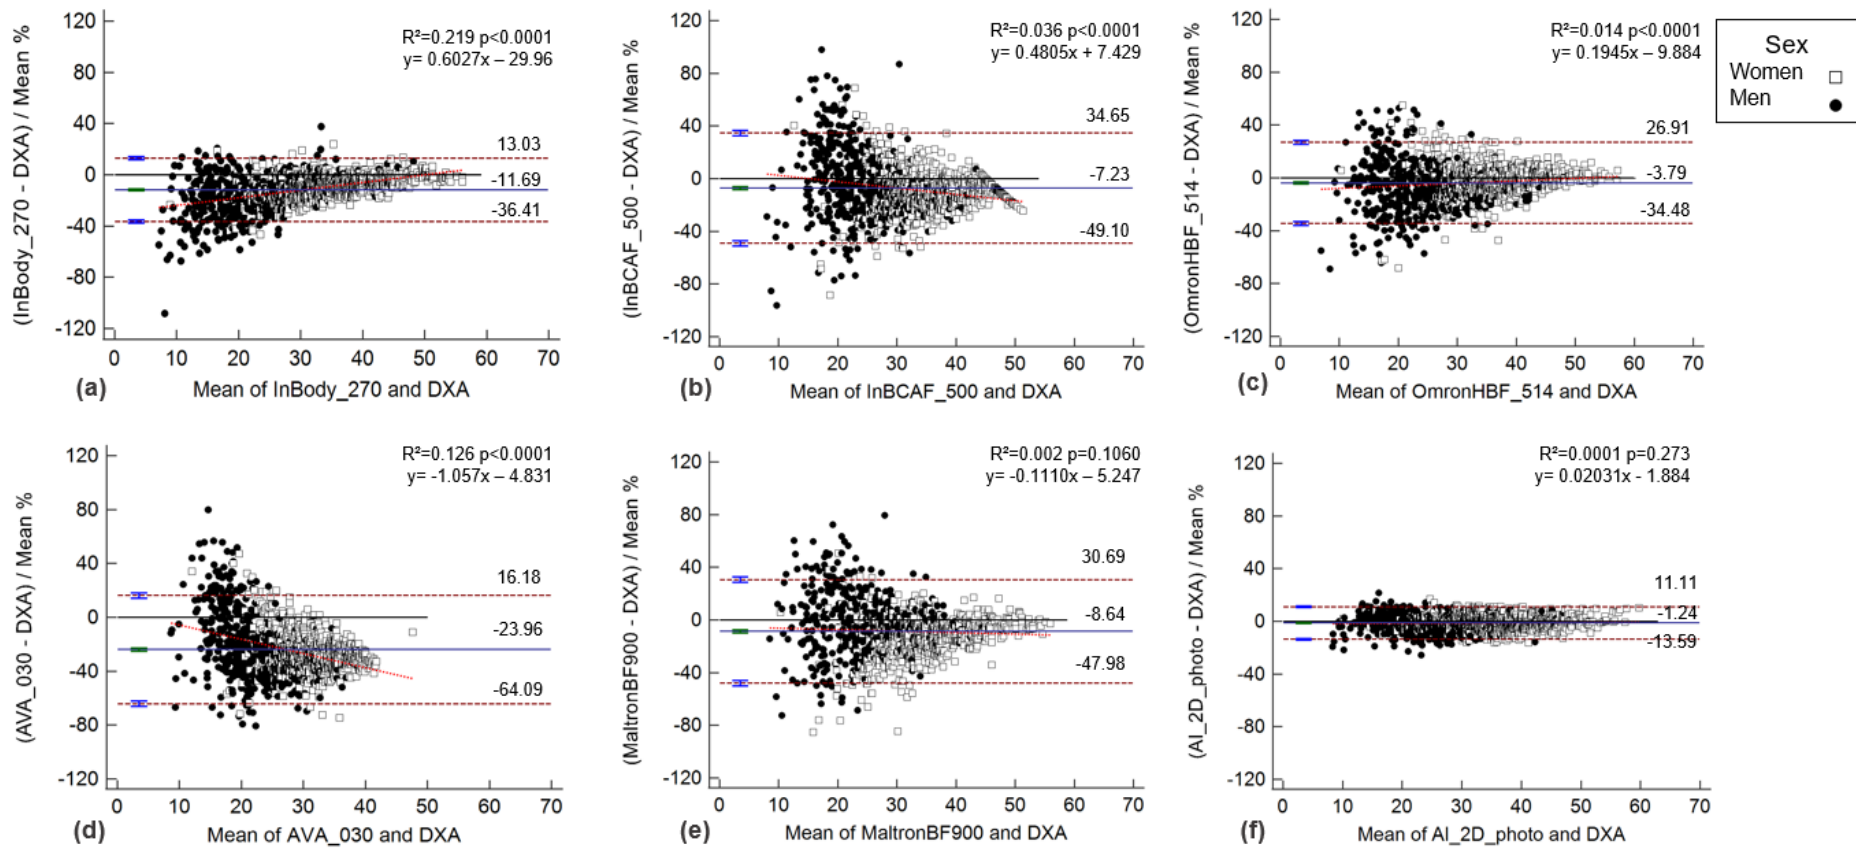 (InBody_270 - DXA) / Mean %
120
80
40
0
-40
-80
-120
R²=0.219 p<0.0001
y= 0.6027x – 29.96
13.03
-11.69
-36.41
0 10 20 30 40 50 60 70
(a)
Mean of InBody_270 and DXA
(InBCAF_500 - DXA) / Mean %
120
80
40
0
-40
-80
-120
R²=0.036 p<0.0001
y= 0.4805x + 7.429
34.65
-7.23
-49.10
0 10 20 30 40 50 60 70
(b)
Mean of InBCAF_500 and DXA
(OmronHBF_514 - DXA) / Mean %
120
80
40
0
-40
-80
-120
R²=0.014 p<0.0001
y= 0.1945x – 9.884
26.91
-3.79
-34.48
0 10 20 30 40 50 60 70
(c)
Mean of OmronHBF_514 and DXA
Sex
Women
Men
(AVA_030 - DXA) / Mean %
120
80
40
0
-40
-80
-120
R²=0.126 p<0.0001
y= -1.057x – 4.831
16.18
-23.96
-64.09
0 10 20 30 40 50 60 70
(d)
Mean of AVA_030 and DXA
(MaltronBF900 - DXA) / Mean %
120
80
40
0
-40
-80
-120
R²=0.002 p=0.1060
y= -0.1110x – 5.247
30.69
-8.64
-47.98
0 10 20 30 40 50 60 70
(e)
Mean of MaltronBF900 and DXA
(AI_2D_photo - DXA) / Mean %
120
80
40
0
-40
-80
-120
R²=0.0001 p=0.273
y= 0.02031x - 1.884
11.11
-1.24
-13.59
0 10 20 30 40 50 60 70
(f)
Mean of AI_2D_photo and DXA